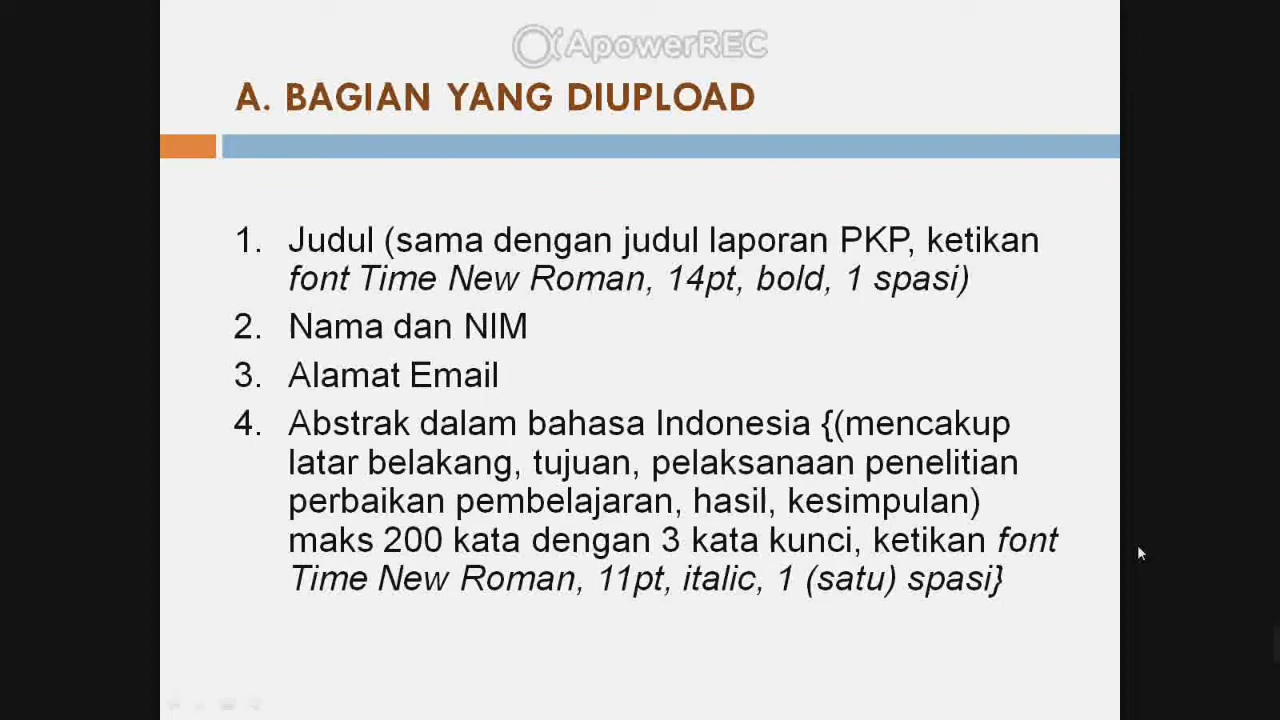 ApowerREC
A. BAGIAN YANG DIUPLOAD
1. Judul (sama dengan judul laporan PKP, ketikan
font Time New Roman, 14pt, bold, 1 spasi)
2. Nama dan NIM
3. Alamat Email
4. Abstrak dalam bahasa Indonesia {(mencakup
latar belakang, tujuan, pelaksanaan penelitian
perbaikan pembelajaran, hasil, kesimpulan)
maks 200 kata dengan 3 kata kunci, ketikan font
Time New Roman, 11pt, italic, 1 (satu) spasi}